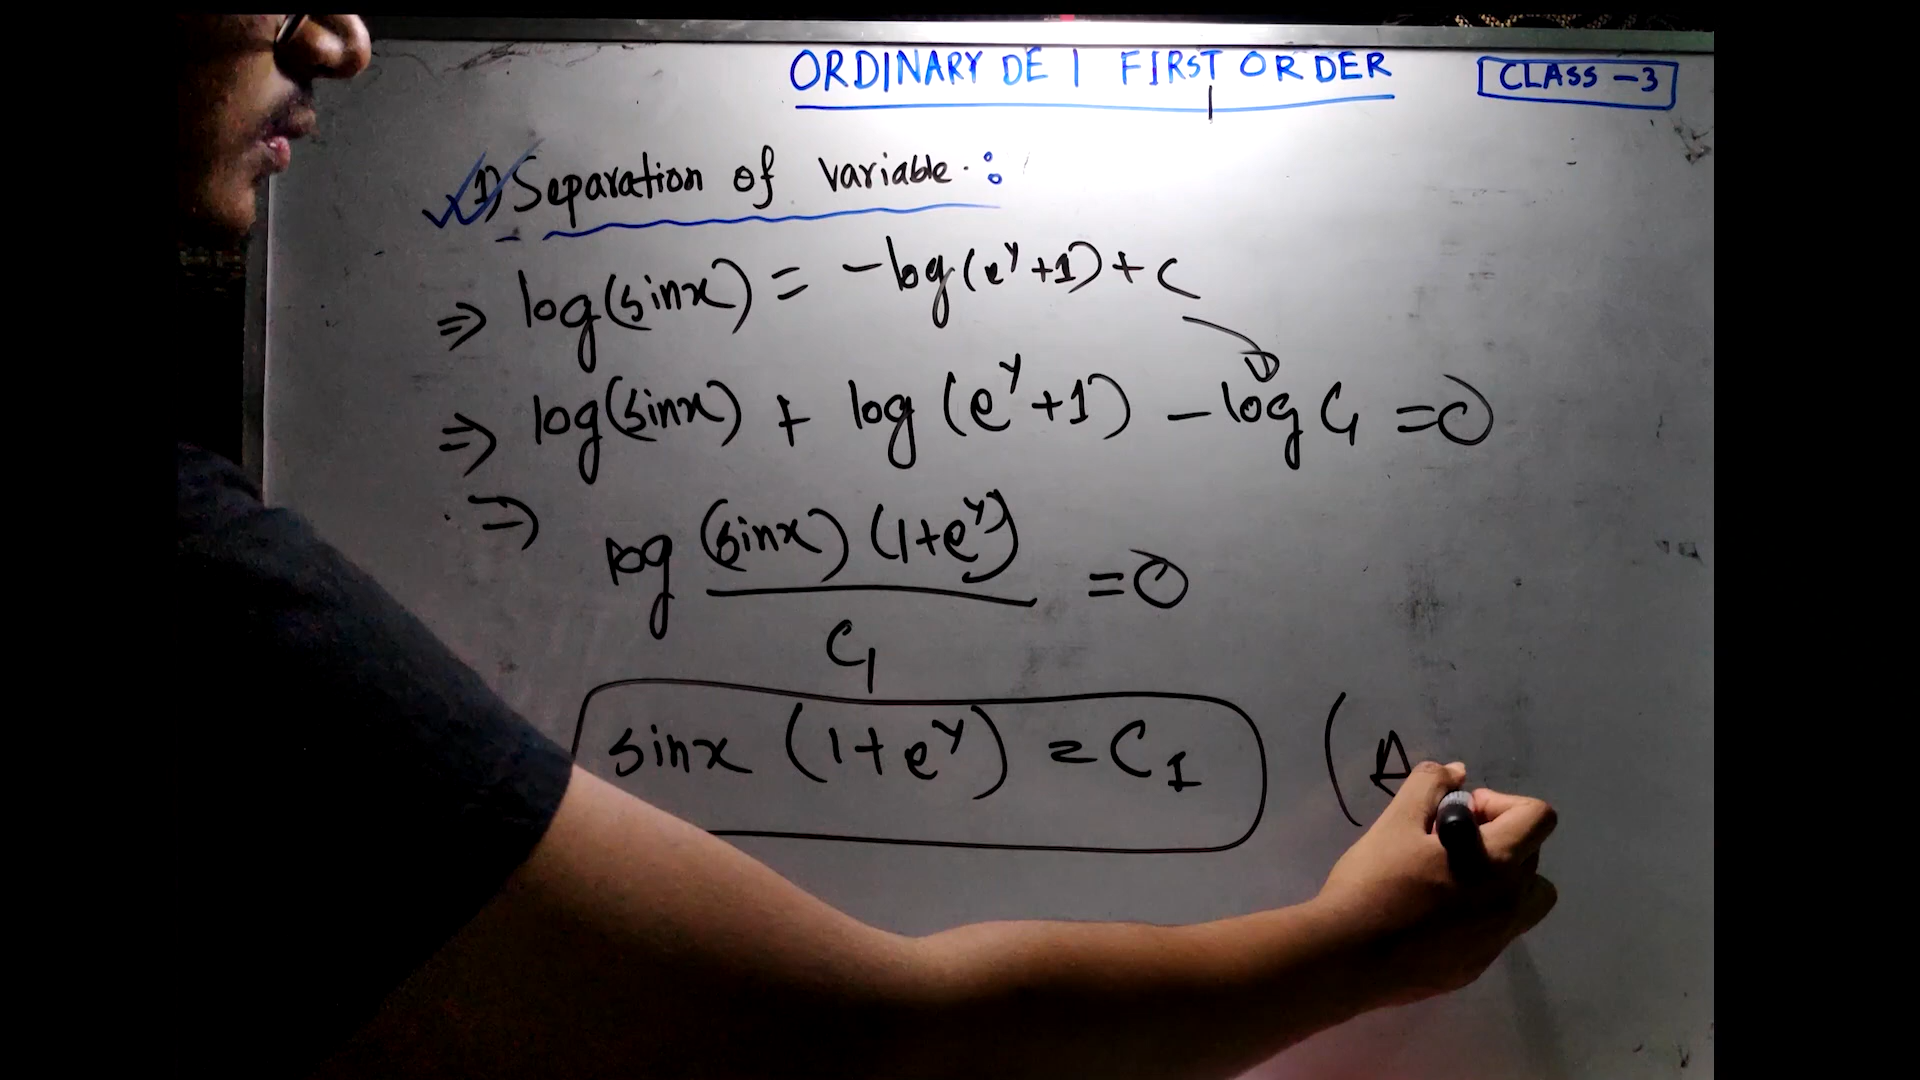 ORDINARY DE | FIRST ORDER
CLASS - 3
1) Separation of variable :
⇒ log(sinx) = -log(e^y+1) + c
⇒ log(sinx) + log (e^y+1) - log C₁ = 0
⇒ log (sinx) (1+e^y) / C₁ = 0
sinx (1+e^y) = C₁ (A